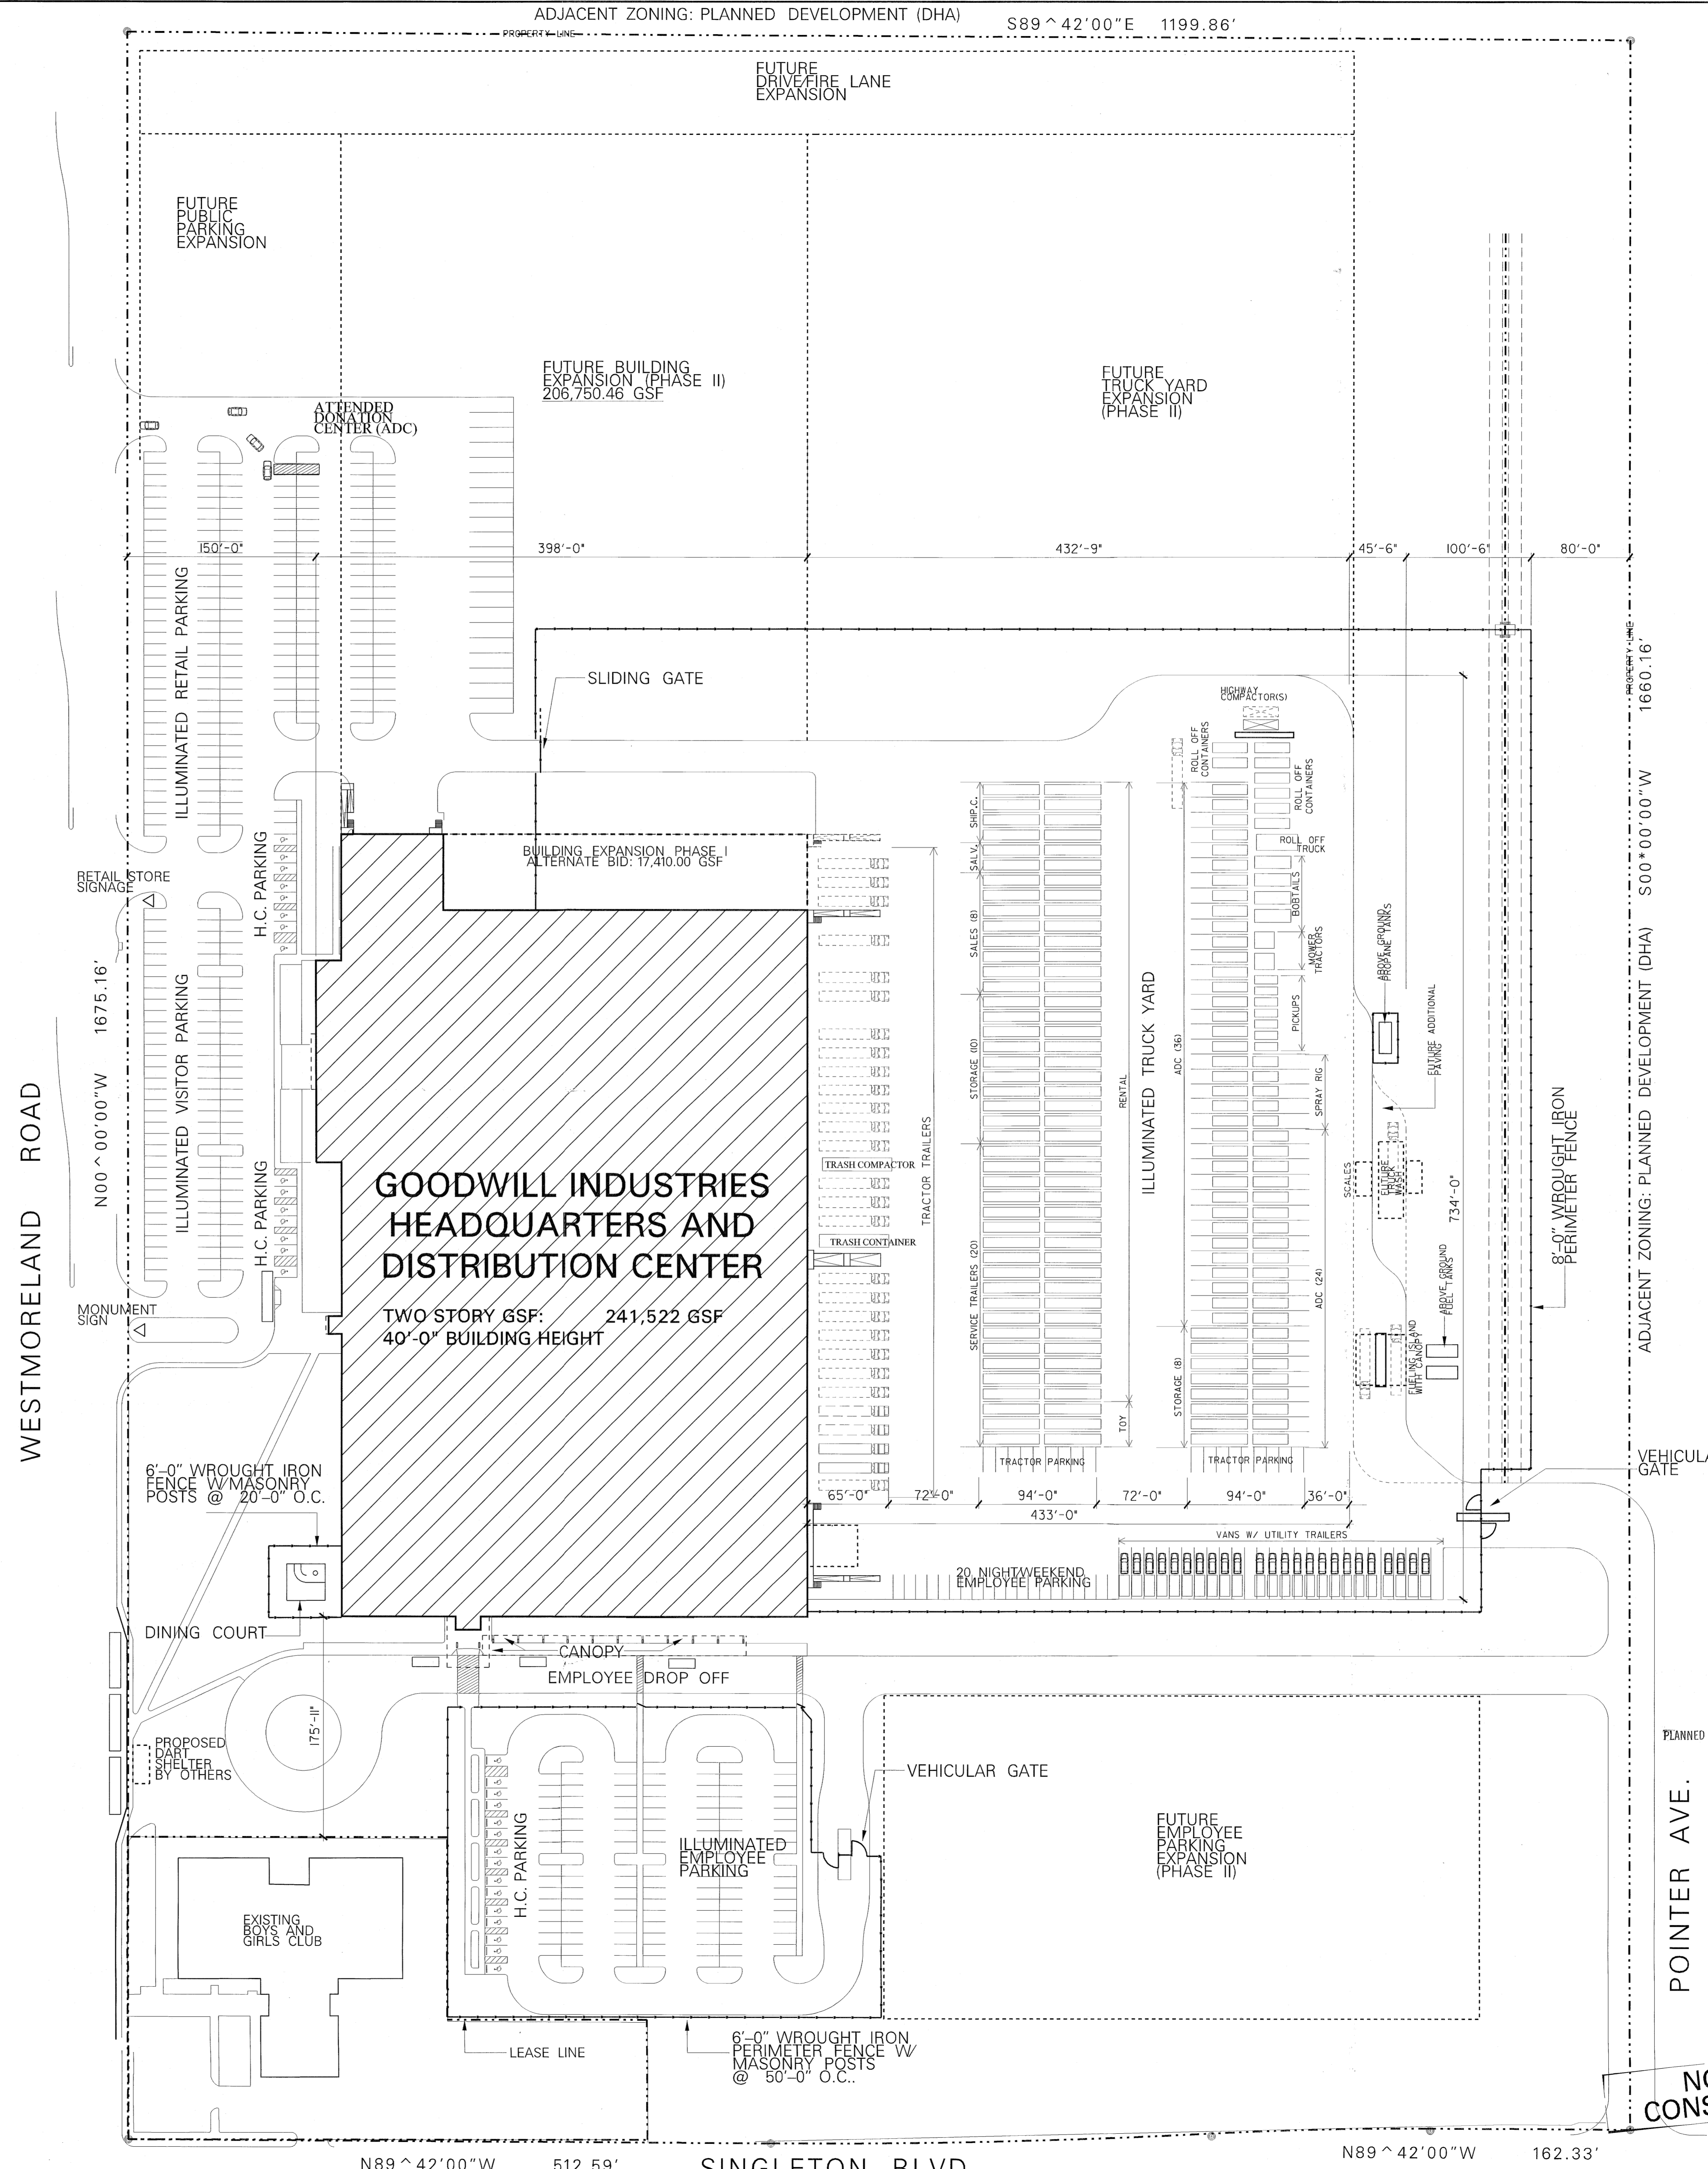 ADJACENT ZONING: PLANNED DEVELOPMENT (DHA)
S89^42'00"E 1199.86'
PROPERTY LINE
FUTURE
DRIVE/FIRE LANE
EXPANSION
FUTURE
PUBLIC
PARKING
EXPANSION
FUTURE BUILDING
EXPANSION (PHASE II)
206,750.46 GSF
FUTURE
TRUCK YARD
EXPANSION
(PHASE II)
ATTENDED
DONATION
CENTER (ADC)
150'-0"
398'-0"
432'-9"
45'-6"
100'-6"
80'-0"
ILLUMINATED RETAIL PARKING
SLIDING GATE
PROPERTY LINE
S00*00'00"W 1660.16'
HIGHWAY
COMPACTOR(S)
ROLL OFF
CONTAINERS
ROLL OFF
CONTAINERS
ROLL OFF
TRUCK
BOBTAILS
MOWER
TRACTORS
PICKUPS
SPRAY RIG
ADC (24)
SHIP.C.
SALV.
SALES (8)
STORAGE (10)
SERVICE TRAILERS (20)
RENTAL
TOY
ILLUMINATED TRUCK YARD
ADC (36)
STORAGE (8)
BUILDING EXPANSION PHASE I
ALTERNATE BID: 17,410.00 GSF
RETAIL STORE
SIGNAGE
H.C. PARKING
ILLUMINATED VISITOR PARKING
H.C. PARKING
N00^00'00"W 1675.16'
WESTMORELAND ROAD
MONUMENT
SIGN
GOODWILL INDUSTRIES
HEADQUARTERS AND
DISTRIBUTION CENTER
TWO STORY GSF: 241,522 GSF
40'-0" BUILDING HEIGHT
TRASH COMPACTOR
TRASH CONTAINER
TRACTOR TRAILERS
ABOVE GROUND
PROPANE TANKS
FUTURE ADDITIONAL
PAVING
SCALES
FUTURE
TRUCK
WASH
734'-0"
ABOVE GROUND
FUEL TANKS
FUELING ISLAND
WITH CANOPY
8'-0" WROUGHT IRON
PERIMETER FENCE
ADJACENT ZONING: PLANNED DEVELOPMENT (DHA)
VEHICULA
GATE
TRACTOR PARKING
TRACTOR PARKING
65'-0"
72'-0"
94'-0"
72'-0"
94'-0"
36'-0"
433'-0"
VANS W/ UTILITY TRAILERS
20 NIGHT/WEEKEND
EMPLOYEE PARKING
6'-0" WROUGHT IRON
FENCE W/MASONRY
POSTS @ 20'-0" O.C.
DINING COURT
CANOPY
EMPLOYEE DROP OFF
175'-11"
PROPOSED
DART
SHELTER
BY OTHERS
VEHICULAR GATE
H.C. PARKING
ILLUMINATED
EMPLOYEE
PARKING
FUTURE
EMPLOYEE
PARKING
EXPANSION
(PHASE II)
PLANNED
POINTER AVE.
EXISTING
BOYS AND
GIRLS CLUB
LEASE LINE
6'-0" WROUGHT IRON
PERIMETER FENCE W/
MASONRY POSTS
@ 50'-0" O.C..
CONS
N89^42'00"W 512.59'
SINGLETON BLVD
N89^42'00"W 162.33'